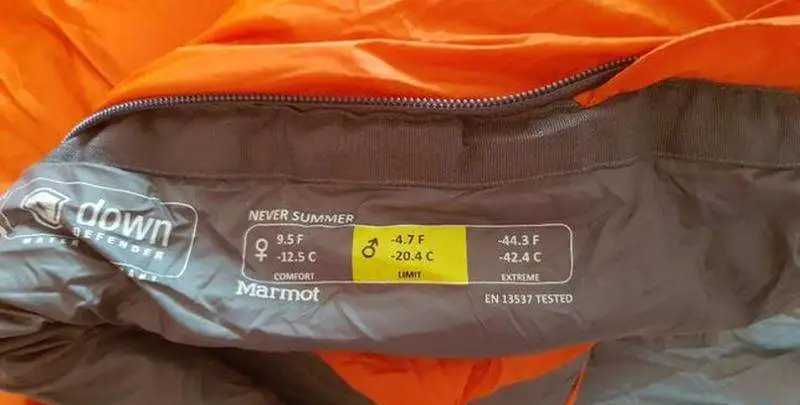 down
DEFENDER
WATER
NEVER SUMMER
♀ 9.5 F
-12.5 C
COMFORT
♂ -4.7 F
-20.4 C
LIMIT
-44.3 F
-42.4 C
EXTREME
Marmot
EN 13537 TESTED